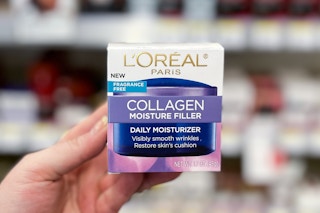 L'ORÉAL
PARIS
NEW
FRAGRANCE
FREE
COLLAGEN
MOISTURE FILLER
DAILY MOISTURIZER
Visibly smooth wrinkles
Restore skin's cushion